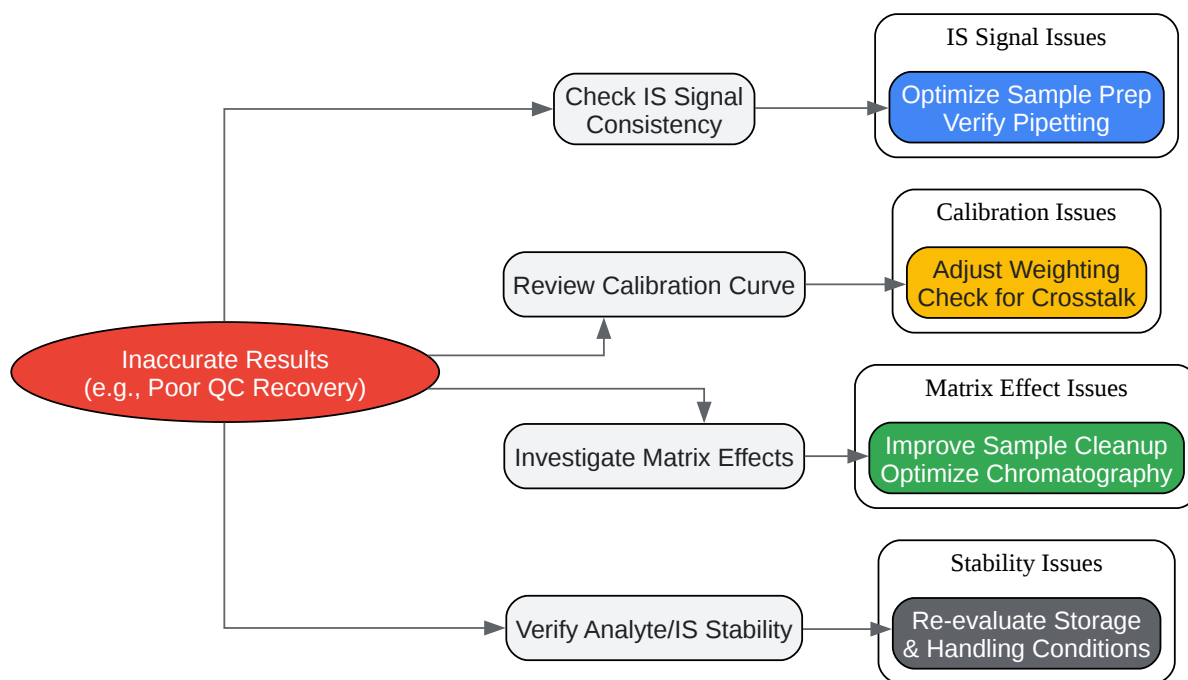 IS Signal Issues
Check IS Signal
Consistency
Optimize Sample Prep
Verify Pipetting
Calibration Issues
Review Calibration Curve
Adjust Weighting
Check for Crosstalk
Inaccurate Results
(e.g., Poor QC Recovery)
Matrix Effect Issues
Investigate Matrix Effects
Improve Sample Cleanup
Optimize Chromatography
Stability Issues
Verify Analyte/IS Stability
Re-evaluate Storage
& Handling Conditions